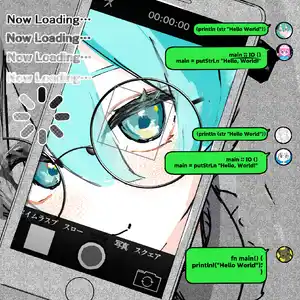 Now Loading…
Now Loading…
Now Loading…
Now Loading…
00:00:00
(println (str "Hello World"))
main :: IO ()
main = putStrLn "Hello, World!"
(println (str "Hello World"))
main :: IO ()
main = putStrLn "Hello, World!"
イムラプス スロー 写真 スクエア
fn main() {
println!("Hello World");
}